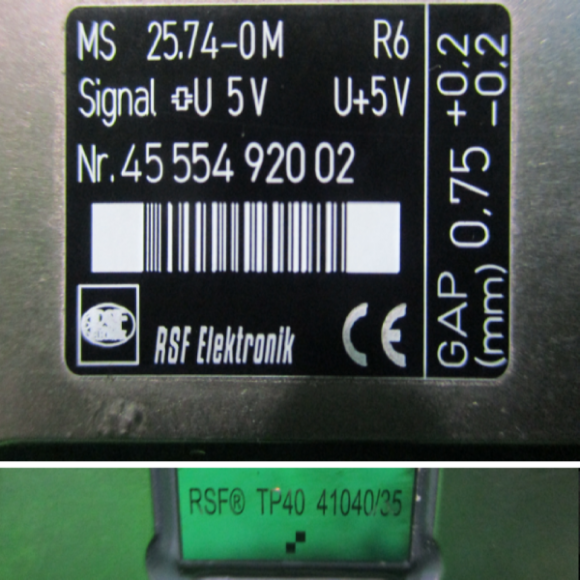 MS 25.74-0M R6
Signal ⎍U 5V U+5V
Nr. 45 554 920 02
RSF
RSF Elektronik
CE
GAP 0,75 +0,2 -0,2
(mm)
RSF® TP40 41040/35